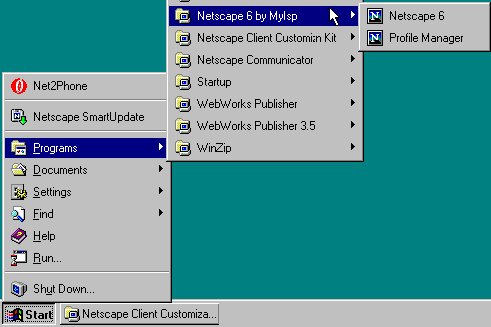 Netscape 6 by MyIsp
Netscape Client Customizn Kit
Netscape Communicator
Startup
WebWorks Publisher
WebWorks Publisher 3.5
WinZip
Netscape 6
Profile Manager
Net2Phone
Netscape SmartUpdate
Programs
Documents
Settings
Find
Help
Run...
Shut Down...
Start
Netscape Client Customiza...